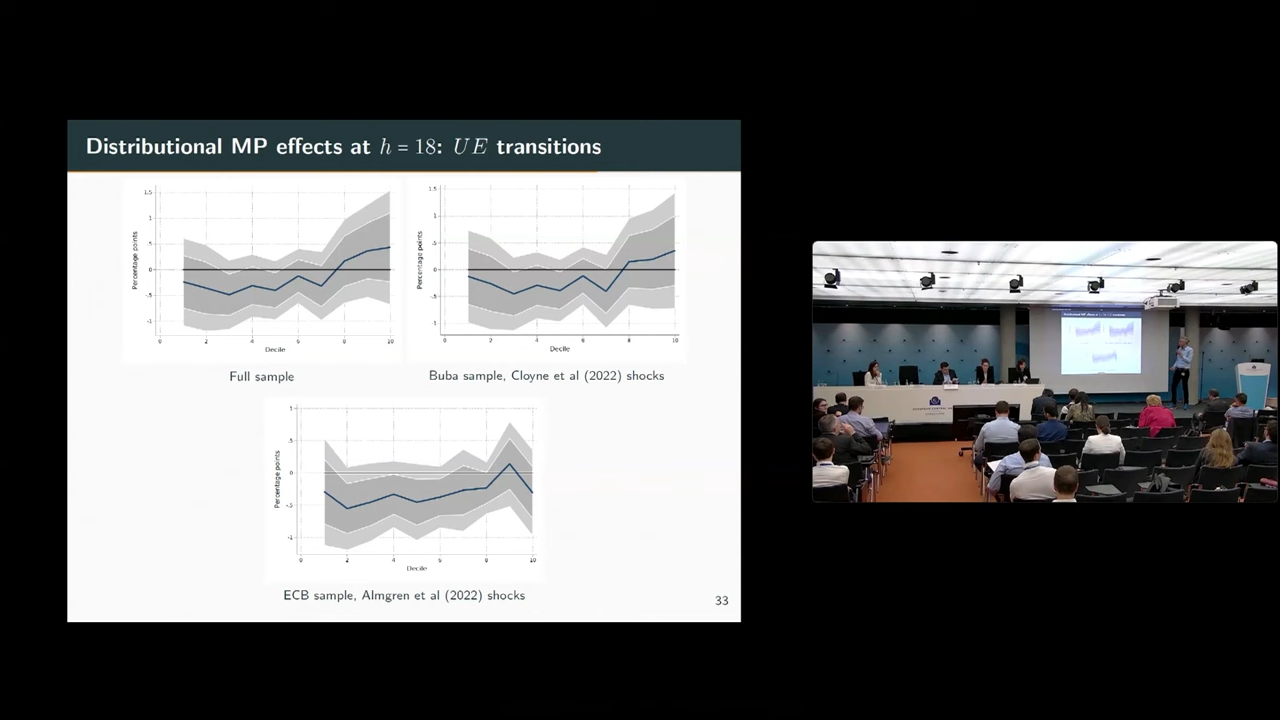 Distributional MP effects at h = 18: UE transitions
Percentage points
1.5
1
.5
0
-.5
-1
0 2 4 6 8 10
Decile
Full sample
Percentage points
1.5
1
.5
0
-.5
-1
0 2 4 6 8 10
Decile
Buba sample, Cloyne et al (2022) shocks
Percentage points
1
.5
0
-.5
-1
0 2 4 6 8 10
Decile
ECB sample, Almgren et al (2022) shocks
33